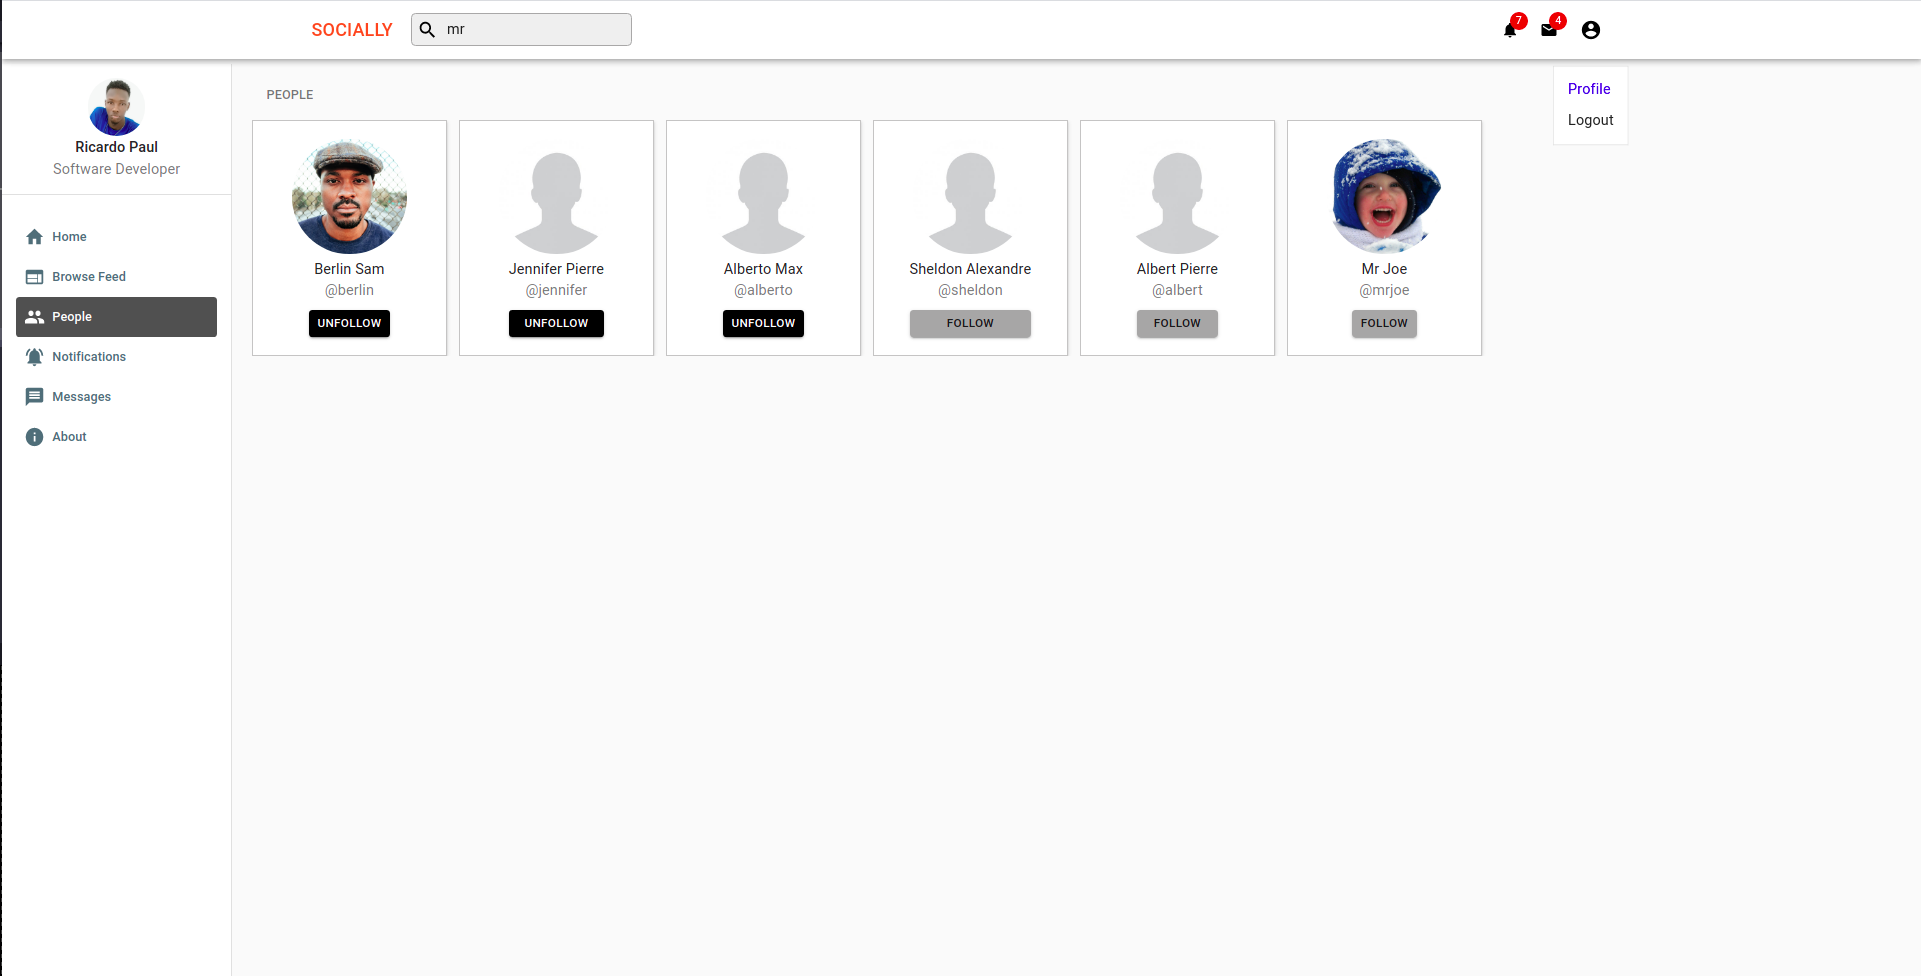 SOCIALLY
mr
7
4
Profile
Logout
Ricardo Paul
Software Developer
Home
Browse Feed
People
Notifications
Messages
About
PEOPLE
Berlin Sam
@berlin
UNFOLLOW
Jennifer Pierre
@jennifer
UNFOLLOW
Alberto Max
@alberto
UNFOLLOW
Sheldon Alexandre
@sheldon
FOLLOW
Albert Pierre
@albert
FOLLOW
Mr Joe
@mrjoe
FOLLOW